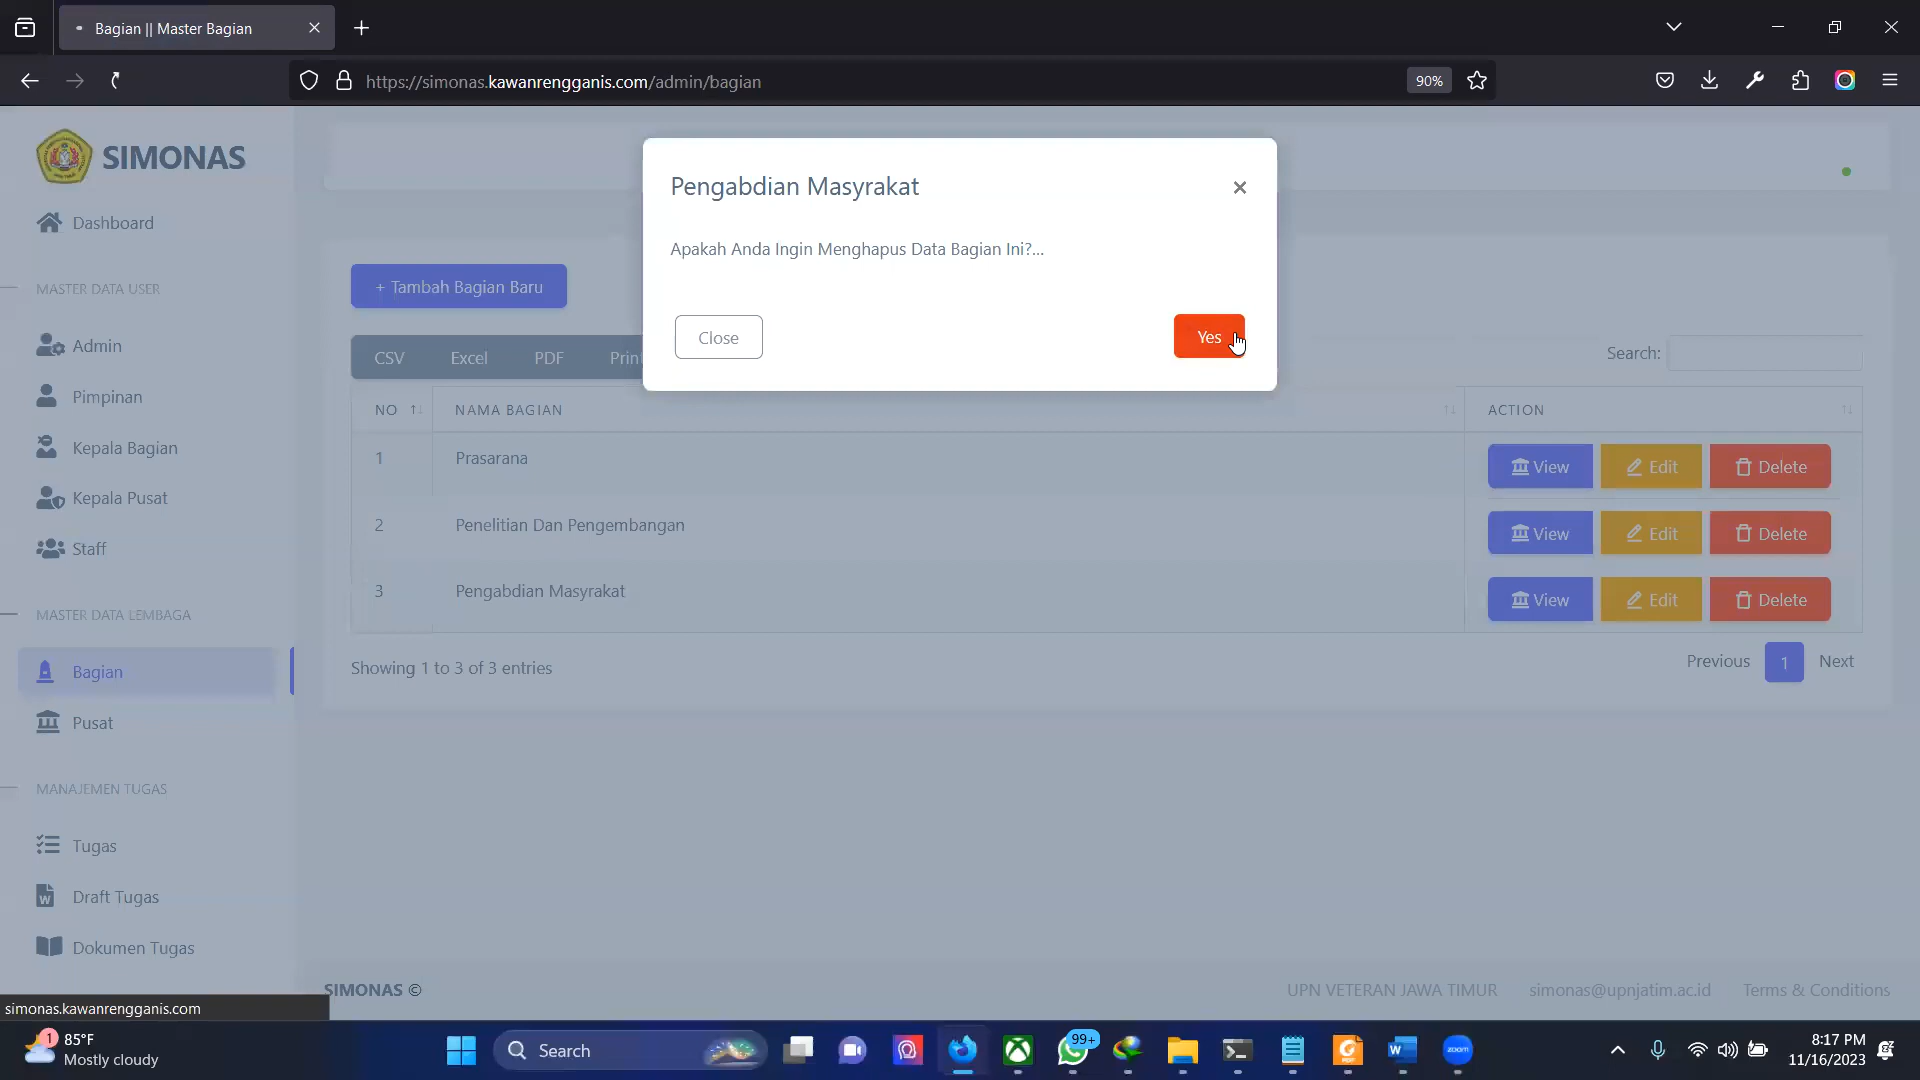 Bagian || Master Bagian
https://simonas.kawanrengganis.com/admin/bagian
90%
SIMONAS
Dashboard
MASTER DATA USER
Admin
Pimpinan
Kepala Bagian
Kepala Pusat
Staff
MASTER DATA LEMBAGA
Bagian
Pusat
MANAJEMEN TUGAS
Tugas
Draft Tugas
Dokumen Tugas
Pengabdian Masyrakat
Apakah Anda Ingin Menghapus Data Bagian Ini?...
Close
Yes
+ Tambah Bagian Baru
CSV Excel PDF Print
Search:
NO NAMA BAGIAN ACTION
1 Prasarana View Edit Delete
2 Penelitian Dan Pengembangan View Edit Delete
3 Pengabdian Masyrakat View Edit Delete
Showing 1 to 3 of 3 entries
Previous 1 Next
SIMONAS ©
UPN VETERAN JAWA TIMUR simonas@upnjatim.ac.id Terms & Conditions
simonas.kawanrengganis.com
1
85°F
Mostly cloudy
Search
99+
zoom
8:17 PM
11/16/2023